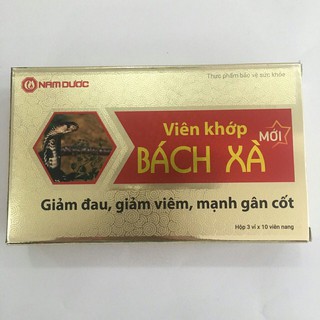 NAM DƯỢC
Thực phẩm bảo vệ sức khỏe
Viên khớp
MỚI
BÁCH XÀ
Giảm đau, giảm viêm, mạnh gân cốt
Hộp 3 vỉ x 10 viên nang